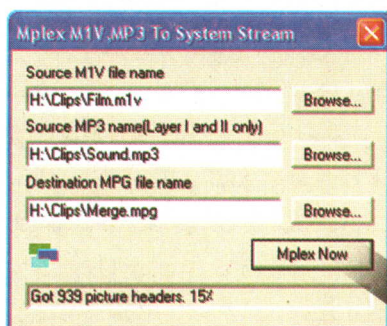 Mplex M1V,MP3 To System Stream
Source M1V file name
H:\Clips\Film.m1v Browse...
Source MP3 name(Layer I and II only)
H:\Clips\Sound.mp3 Browse...
Destination MPG file name
H:\Clips\Merge.mpg Browse...
Mplex Now
Got 939 picture headers. 15%